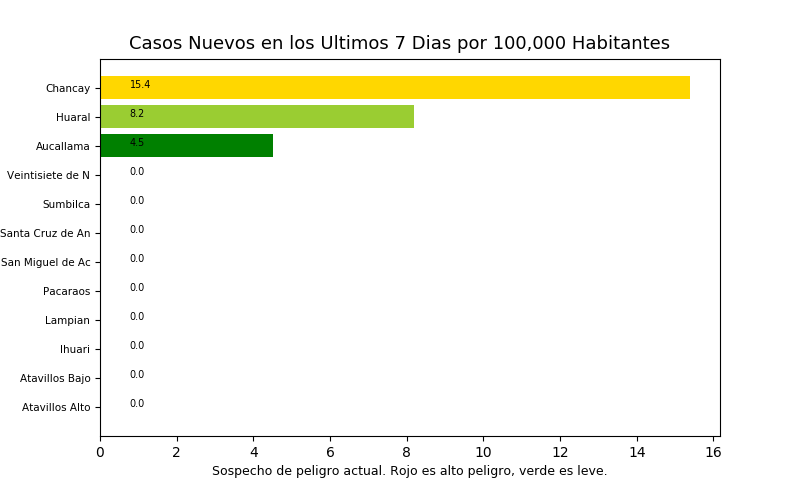 Casos Nuevos en los Ultimos 7 Dias por 100,000 Habitantes
Chancay 15.4
Huaral 8.2
Aucallama 4.5
Veintisiete de N 0.0
Sumbilca 0.0
Santa Cruz de An 0.0
San Miguel de Ac 0.0
Pacaraos 0.0
Lampian 0.0
Ihuari 0.0
Atavillos Bajo 0.0
Atavillos Alto 0.0
0 2 4 6 8 10 12 14 16
Sospecho de peligro actual. Rojo es alto peligro, verde es leve.